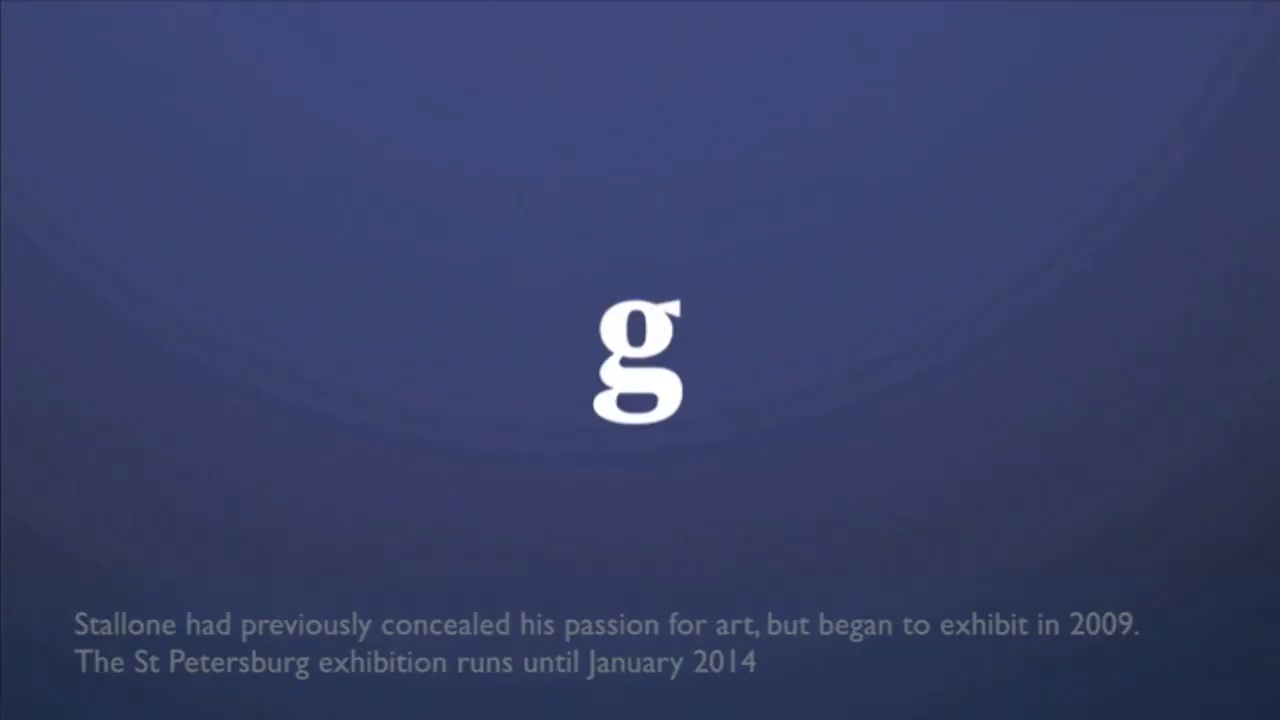 g
Stallone had previously concealed his passion for art, but began to exhibit in 2009.
The St Petersburg exhibition runs until January 2014